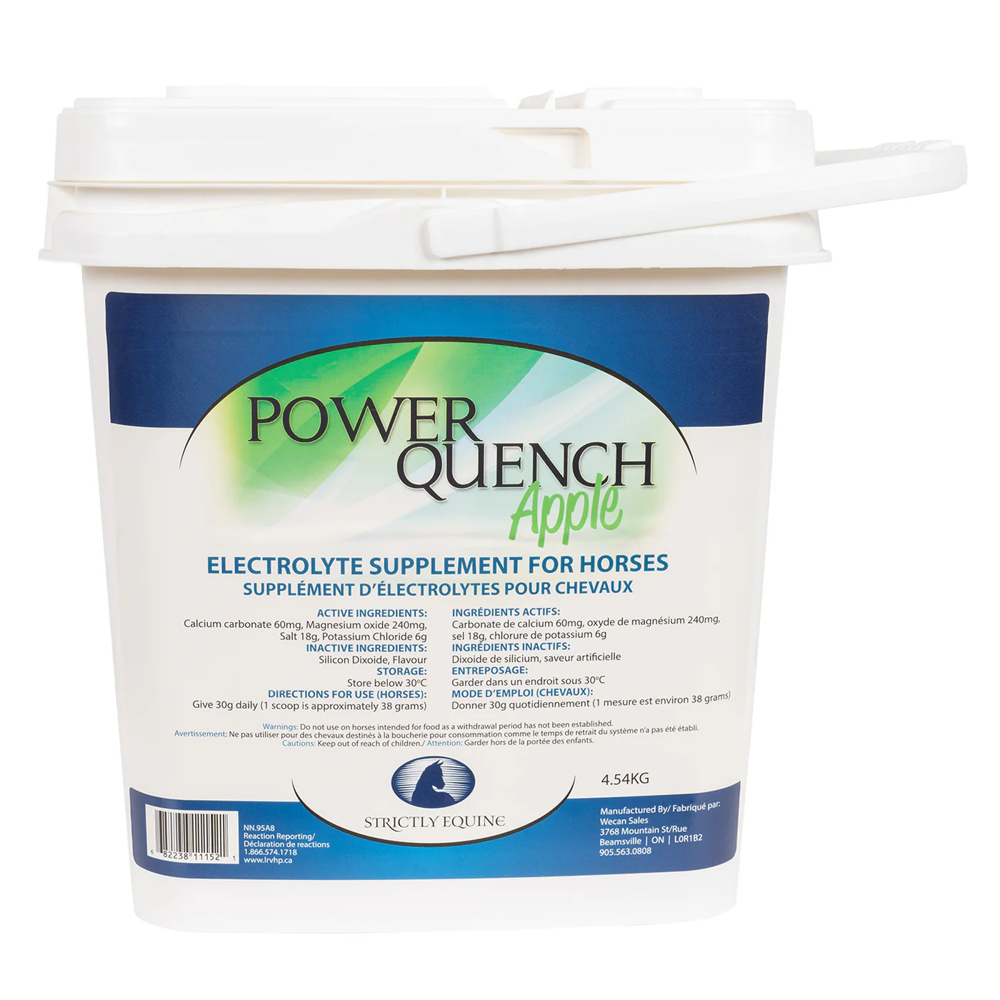 POWER
QUENCH
Apple
ELECTROLYTE SUPPLEMENT FOR HORSES
SUPPLÉMENT D'ÉLECTROLYTES POUR CHEVAUX
ACTIVE INGREDIENTS:
Calcium carbonate 60mg, Magnesium oxide 240mg,
Salt 18g, Potassium Chloride 6g
INACTIVE INGREDIENTS:
Silicon Dixoide, Flavour
STORAGE:
Store below 30°C
DIRECTIONS FOR USE (HORSES):
Give 30g daily (1 scoop is approximately 38 grams)
INGRÉDIENTS ACTIFS:
Carbonate de calcium 60mg, oxyde de magnésium 240mg,
sel 18g, chlorure de potassium 6g
INGRÉDIENTS INACTIFS:
Dixoide de silicium, saveur artificielle
ENTREPOSAGE:
Garder dans un endroit sous 30°C
MODE D'EMPLOI (CHEVAUX):
Donner 30g quotidiennement (1 mesure est environ 38 grams)
Warnings: Do not use on horses intended for food as a withdrawal period has not been established.
Avertissement: Ne pas utiliser pour des chevaux destinés à la boucherie pour consommation comme le temps de retrait du système n'a pas été établi.
Cautions: Keep out of reach of children./ Attention: Garder hors de la portée des enfants.
4.54KG
STRICTLY EQUINE
6 82238 11152 1
NN.95A8
Reaction Reporting/
Déclaration de réactions
1.866.574.1718
www.lrvhp.ca
Manufactured By/ Fabriqué par:
Wecan Sales
3768 Mountain St/Rue
Beamsville | ON | L0R1B2
905.563.0808